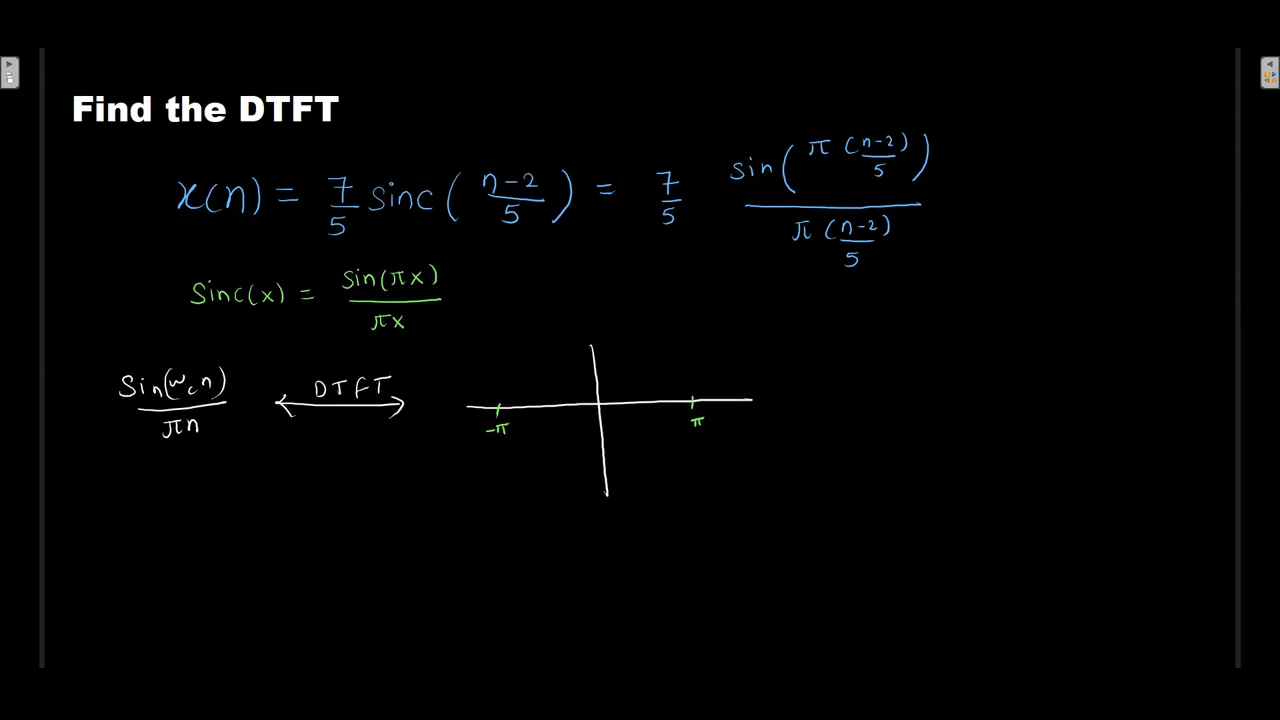 Find the DTFT
x(n) = 7/5 sinc( (n-2)/5 ) = 7/5 sin( π (n-2)/5 ) / π (n-2)/5
Sinc(x) = Sin(πx) / πx
Sin(ωcn) / πn DTFT
-π π